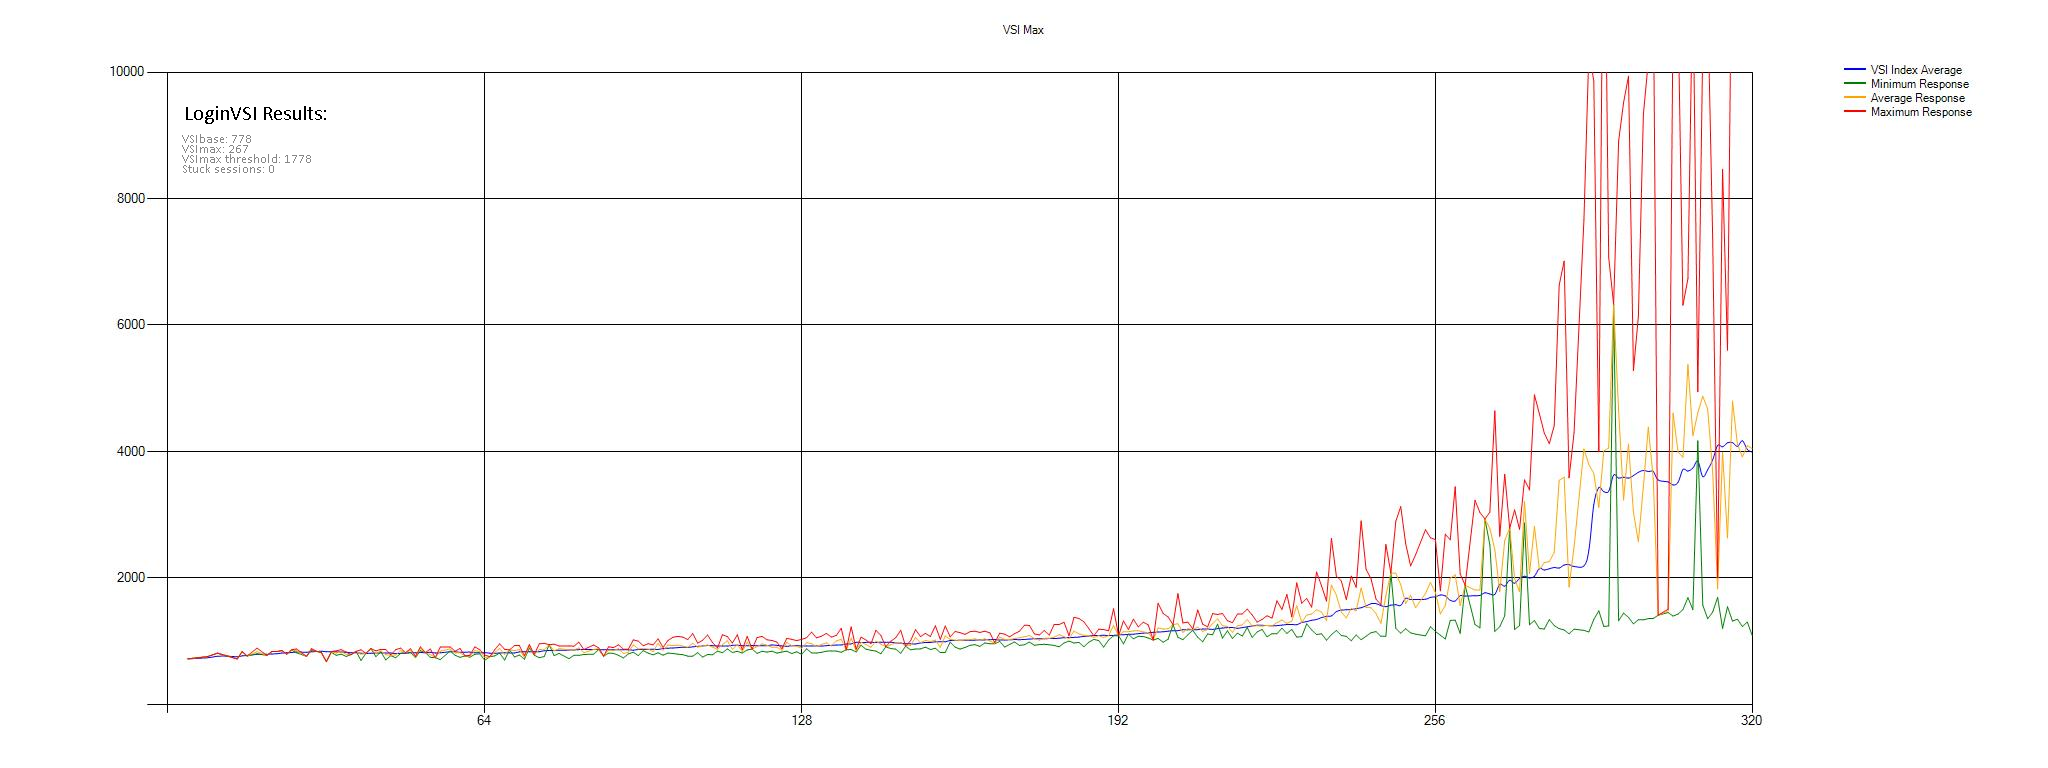 VSI Max
10000
8000
6000
4000
2000
LoginVSI Results:
VSIbase: 778
VSImax: 267
VSImax threshold: 1778
Stuck sessions: 0
VSI Index Average
Minimum Response
Average Response
Maximum Response
64
128
192
256
320